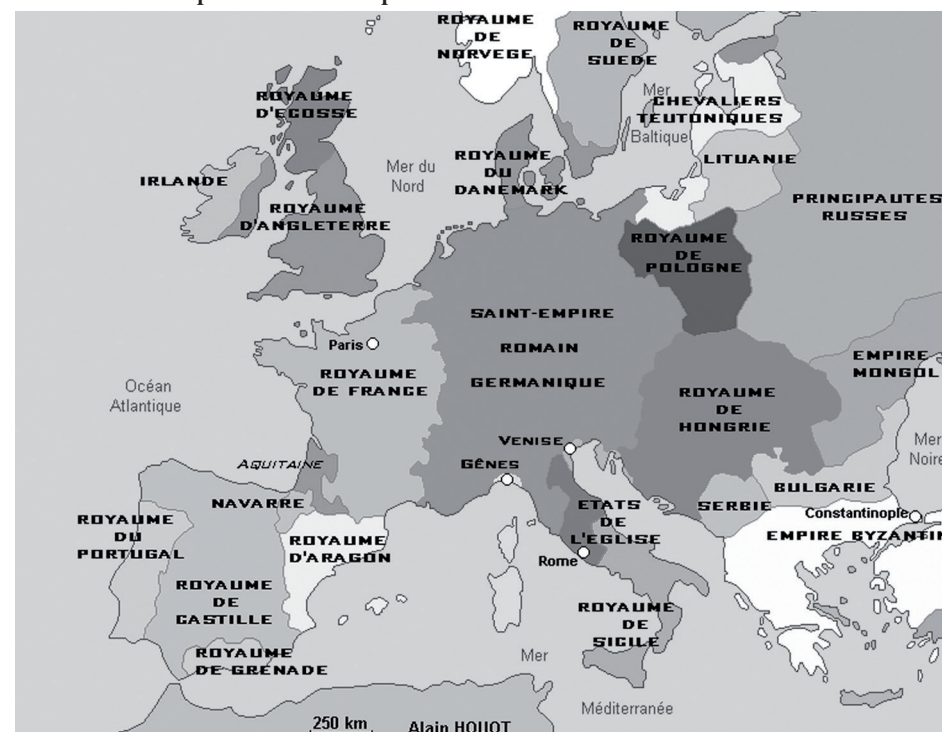 ROYAUME
DE
NORVEGE
ROYAUME
DE
SUEDE
Mer
Baltique
CHEVALIERS
TEUTONIQUES
ROYAUME
D'ECOSSE
Mer du
Nord
ROYAUME
DU
DANEMARK
LITUANIE
IRLANDE
ROYAUME
D'ANGLETERRE
PRINCIPAUTES
RUSSES
ROYAUME
DE
POLOGNE
SAINT-EMPIRE
ROMAIN
GERMANIQUE
Paris
ROYAUME
DE FRANCE
EMPIRE
MONGOL
Océan
Atlantique
ROYAUME
DE
HONGRIE
Mer
Noire
VENISE
GÊNES
AQUITAINE
NAVARRE
BULGARIE
SERBIE
Constantinople
EMPIRE BYZANTIN
ETATS
DE
L'EGLISE
Rome
ROYAUME
DU
PORTUGAL
ROYAUME
D'ARAGON
ROYAUME
DE
CASTILLE
ROYAUME
DE
SICILE
ROYAUME
DE GRENADE
Mer
Méditerranée
250 km
Alain HOUOT